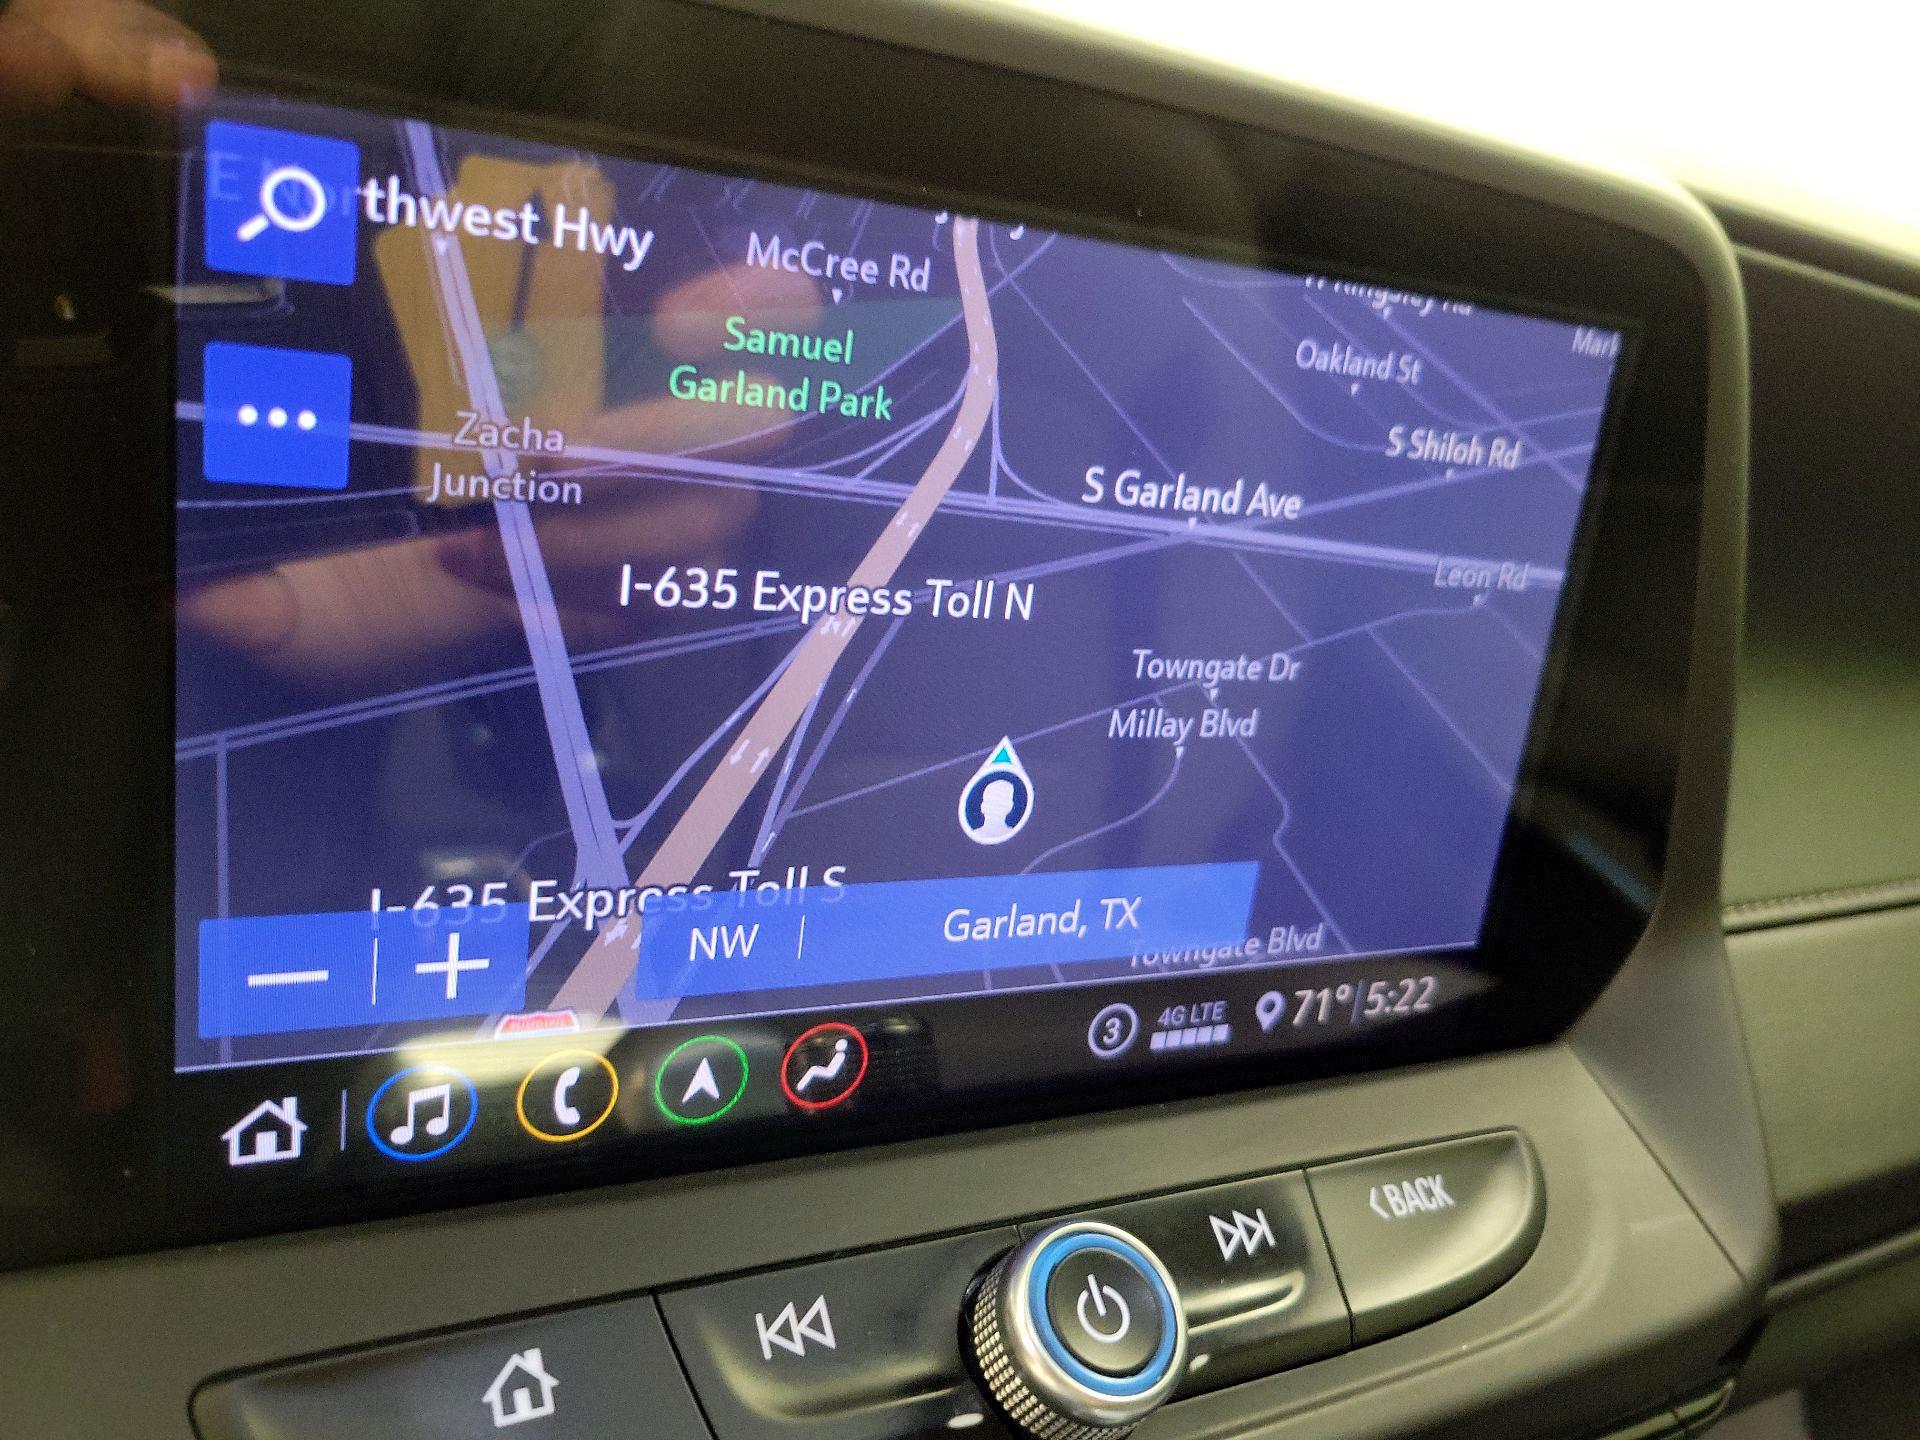 E Northwest Hwy
McCree Rd
Samuel
Garland Park
Oakland St
Mark
S Shiloh Rd
Zacha
Junction
S Garland Ave
Leon Rd
I-635 Express Toll N
Towngate Dr
Millay Blvd
I-635 Express Toll S
NW
Garland, TX
Towngate Blvd
3
4G LTE
71°
5:22
BACK